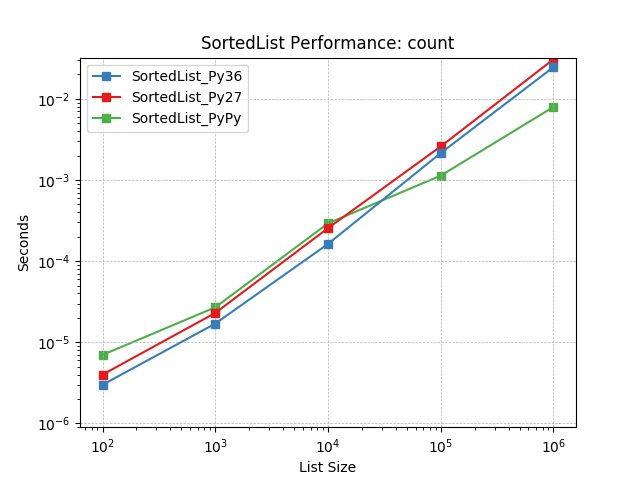 SortedList Performance: count
SortedList_Py36
SortedList_Py27
SortedList_PyPy
Seconds
10⁻²
10⁻³
10⁻⁴
10⁻⁵
10⁻⁶
10² 10³ 10⁴ 10⁵ 10⁶
List Size